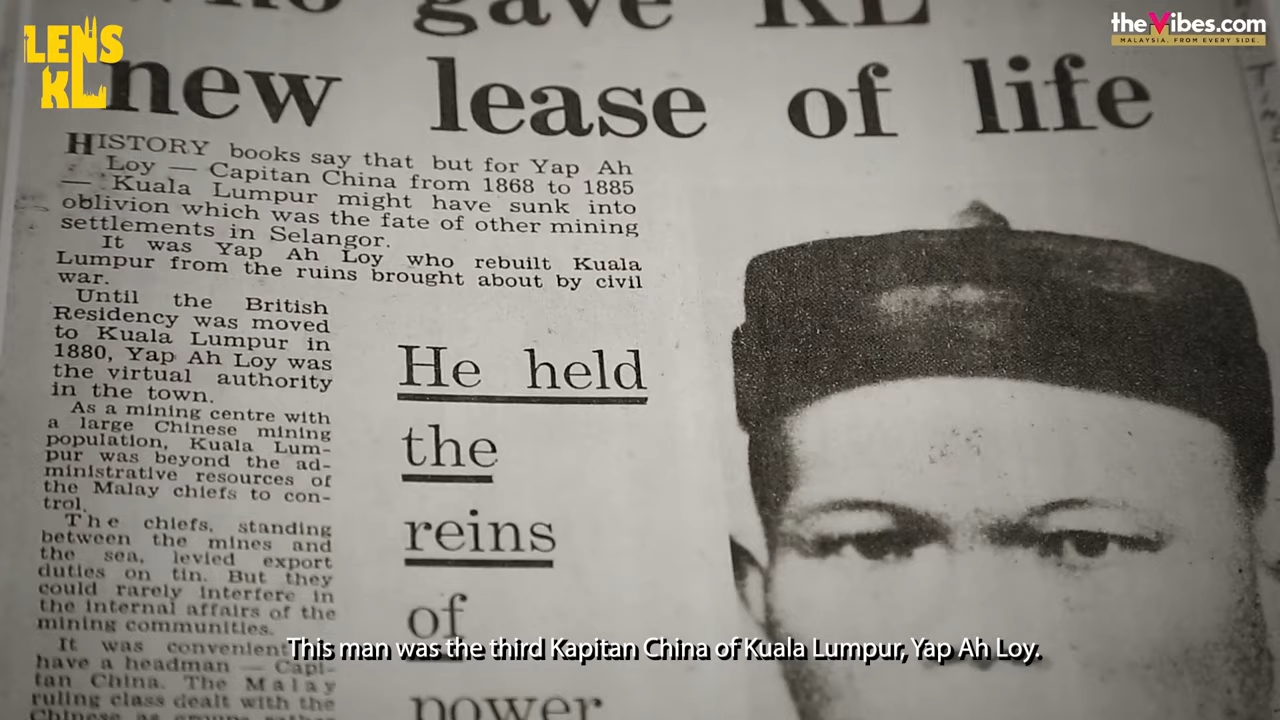 LENS
KL
theVibes.com
MALAYSIA. FROM EVERY SIDE.
who gave KL
new lease of life
HISTORY books say that but for Yap Ah
Loy — Capitan China from 1868 to 1885
— Kuala Lumpur might have sunk into
oblivion which was the fate of other mining
settlements in Selangor.
It was Yap Ah Loy who rebuilt Kuala
Lumpur from the ruins brought about by civil
war.
Until the British
Residency was moved
to Kuala Lumpur in
1880, Yap Ah Loy was
the virtual authority
in the town.
As a mining centre with
a large Chinese mining
population, Kuala Lum-
pur was beyond the ad-
ministrative resources of
the Malay chiefs to con-
trol.
The chiefs, standing
between the mines and
the sea, levied export
duties on tin. But they
could rarely interfere in
the internal affairs of the
mining communities.
It was convenient
have a headman — Capi-
tan China. The Malay
ruling class dealt with the
Chinese as groups
He held
the
reins
of
power
This man was the third Kapitan China of Kuala Lumpur, Yap Ah Loy.